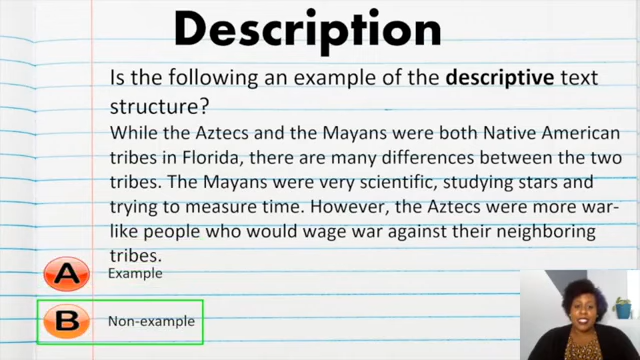 Description
Is the following an example of the descriptive text
structure?
While the Aztecs and the Mayans were both Native American
tribes in Florida, there are many differences between the two
tribes. The Mayans were very scientific, studying stars and
trying to measure time. However, the Aztecs were more war-
like people who would wage war against their neighboring
tribes.
A Example
B Non-example